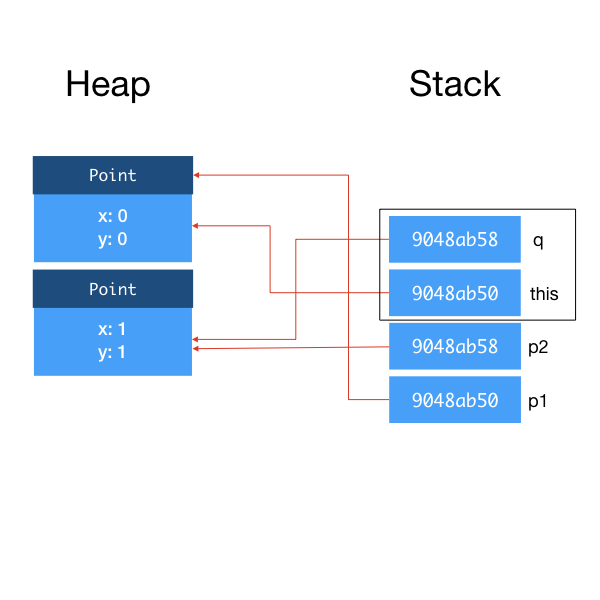 Heap
Stack
Point
x: 0
y: 0
Point
x: 1
y: 1
9048ab58 q
9048ab50 this
9048ab58 p2
9048ab50 p1